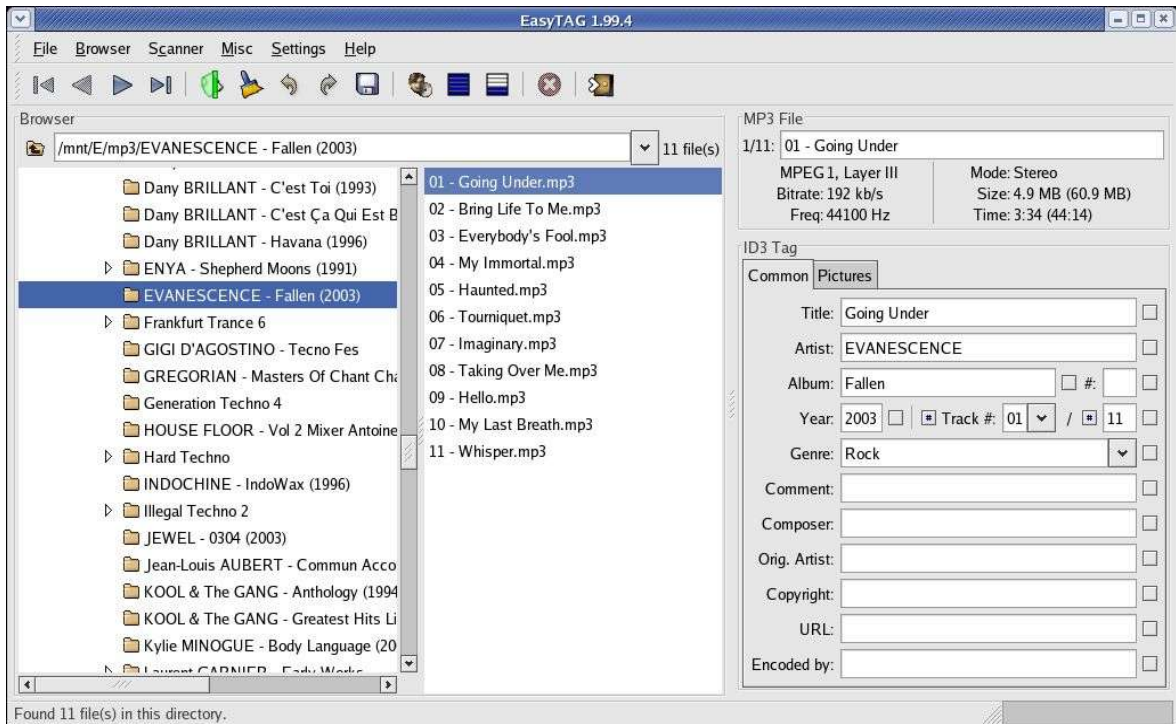 EasyTAG 1.99.4
File Browser Scanner Misc Settings Help
Browser
/mnt/E/mp3/EVANESCENCE - Fallen (2003)
11 file(s)
Dany BRILLANT - C'est Toi (1993)
Dany BRILLANT - C'est Ça Qui Est B
Dany BRILLANT - Havana (1996)
ENYA - Shepherd Moons (1991)
EVANESCENCE - Fallen (2003)
Frankfurt Trance 6
GIGI D'AGOSTINO - Tecno Fes
GREGORIAN - Masters Of Chant Cha
Generation Techno 4
HOUSE FLOOR - Vol 2 Mixer Antoine
Hard Techno
INDOCHINE - IndoWax (1996)
Illegal Techno 2
JEWEL - 0304 (2003)
Jean-Louis AUBERT - Commun Acco
KOOL & The GANG - Anthology (1994
KOOL & The GANG - Greatest Hits Li
Kylie MINOGUE - Body Language (20
Laurent GARNIER - Early Works
01 - Going Under.mp3
02 - Bring Life To Me.mp3
03 - Everybody's Fool.mp3
04 - My Immortal.mp3
05 - Haunted.mp3
06 - Tourniquet.mp3
07 - Imaginary.mp3
08 - Taking Over Me.mp3
09 - Hello.mp3
10 - My Last Breath.mp3
11 - Whisper.mp3
MP3 File
1/11: 01 - Going Under
MPEG 1, Layer III
Bitrate: 192 kb/s
Freq: 44100 Hz
Mode: Stereo
Size: 4.9 MB (60.9 MB)
Time: 3:34 (44:14)
ID3 Tag
Common Pictures
Title: Going Under
Artist: EVANESCENCE
Album: Fallen #:
Year: 2003 Track #: 01 / 11
Genre: Rock
Comment:
Composer:
Orig. Artist:
Copyright:
URL:
Encoded by:
Found 11 file(s) in this directory.